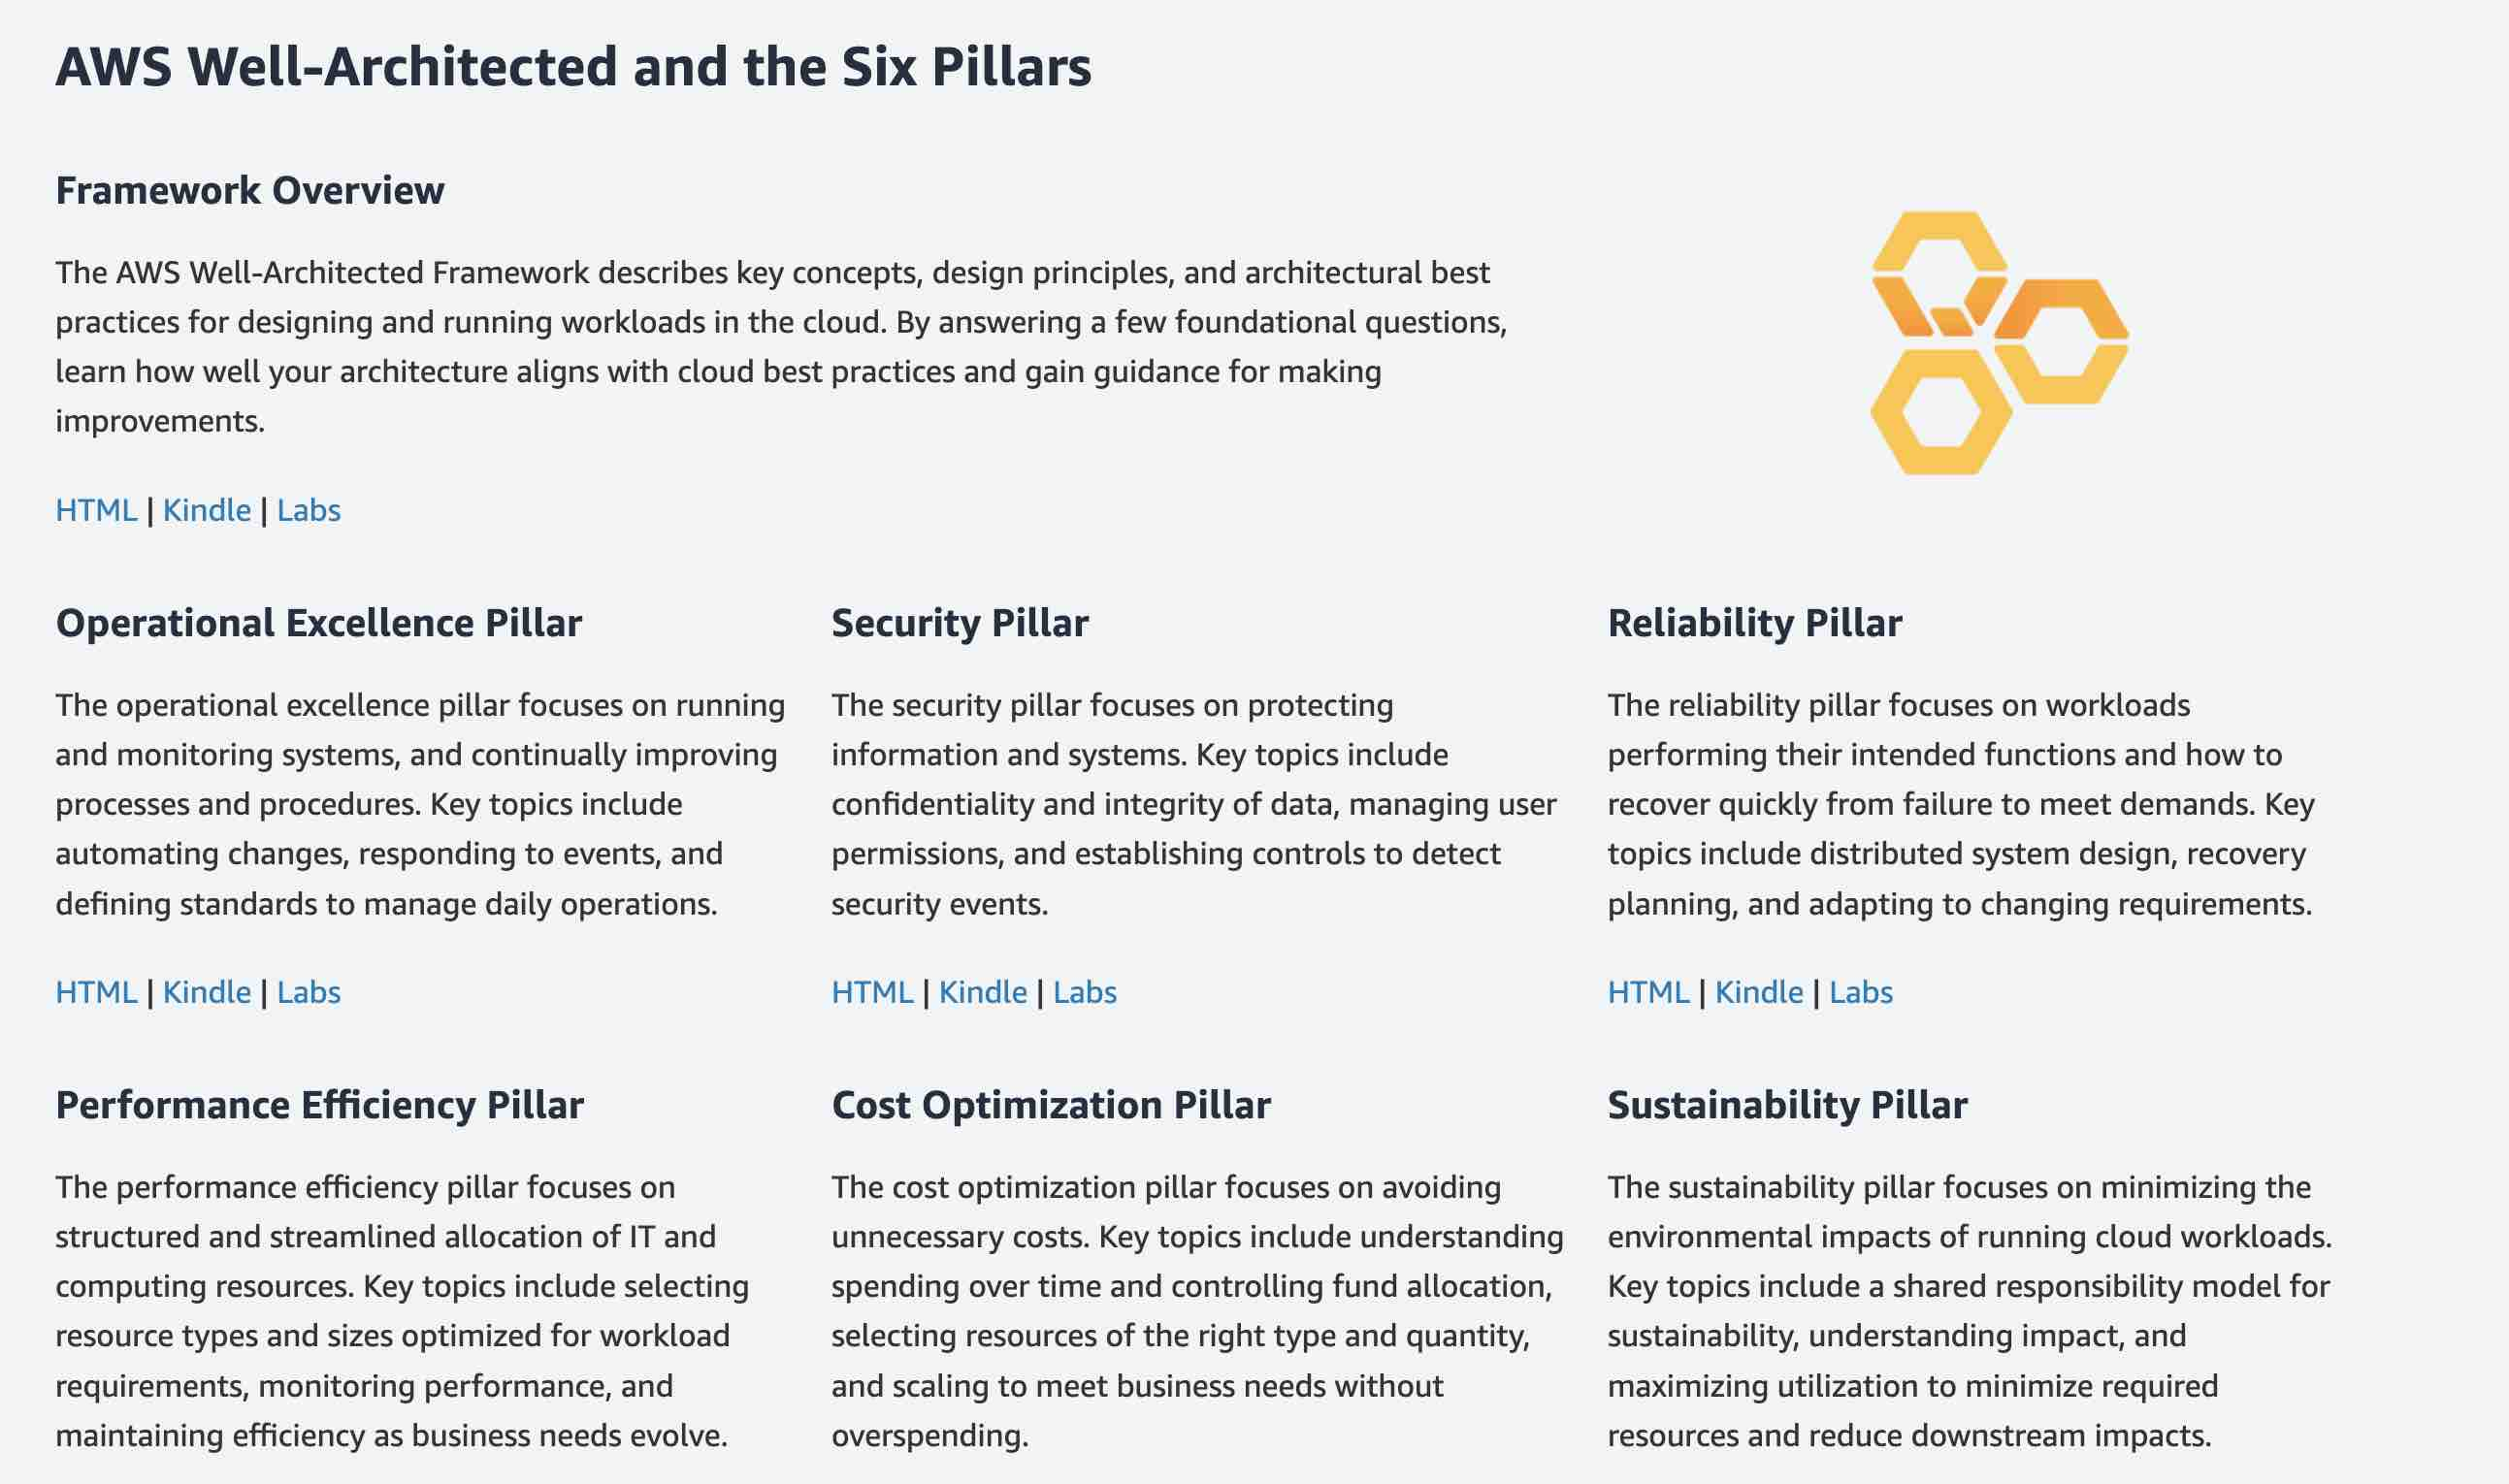 AWS Well-Architected and the Six Pillars
Framework Overview
The AWS Well-Architected Framework describes key concepts, design principles, and architectural best
practices for designing and running workloads in the cloud. By answering a few foundational questions,
learn how well your architecture aligns with cloud best practices and gain guidance for making
improvements.
HTML | Kindle | Labs
Operational Excellence Pillar
The operational excellence pillar focuses on running
and monitoring systems, and continually improving
processes and procedures. Key topics include
automating changes, responding to events, and
defining standards to manage daily operations.
HTML | Kindle | Labs
Security Pillar
The security pillar focuses on protecting
information and systems. Key topics include
confidentiality and integrity of data, managing user
permissions, and establishing controls to detect
security events.
HTML | Kindle | Labs
Reliability Pillar
The reliability pillar focuses on workloads
performing their intended functions and how to
recover quickly from failure to meet demands. Key
topics include distributed system design, recovery
planning, and adapting to changing requirements.
HTML | Kindle | Labs
Performance Efficiency Pillar
The performance efficiency pillar focuses on
structured and streamlined allocation of IT and
computing resources. Key topics include selecting
resource types and sizes optimized for workload
requirements, monitoring performance, and
maintaining efficiency as business needs evolve.
Cost Optimization Pillar
The cost optimization pillar focuses on avoiding
unnecessary costs. Key topics include understanding
spending over time and controlling fund allocation,
selecting resources of the right type and quantity,
and scaling to meet business needs without
overspending.
Sustainability Pillar
The sustainability pillar focuses on minimizing the
environmental impacts of running cloud workloads.
Key topics include a shared responsibility model for
sustainability, understanding impact, and
maximizing utilization to minimize required
resources and reduce downstream impacts.